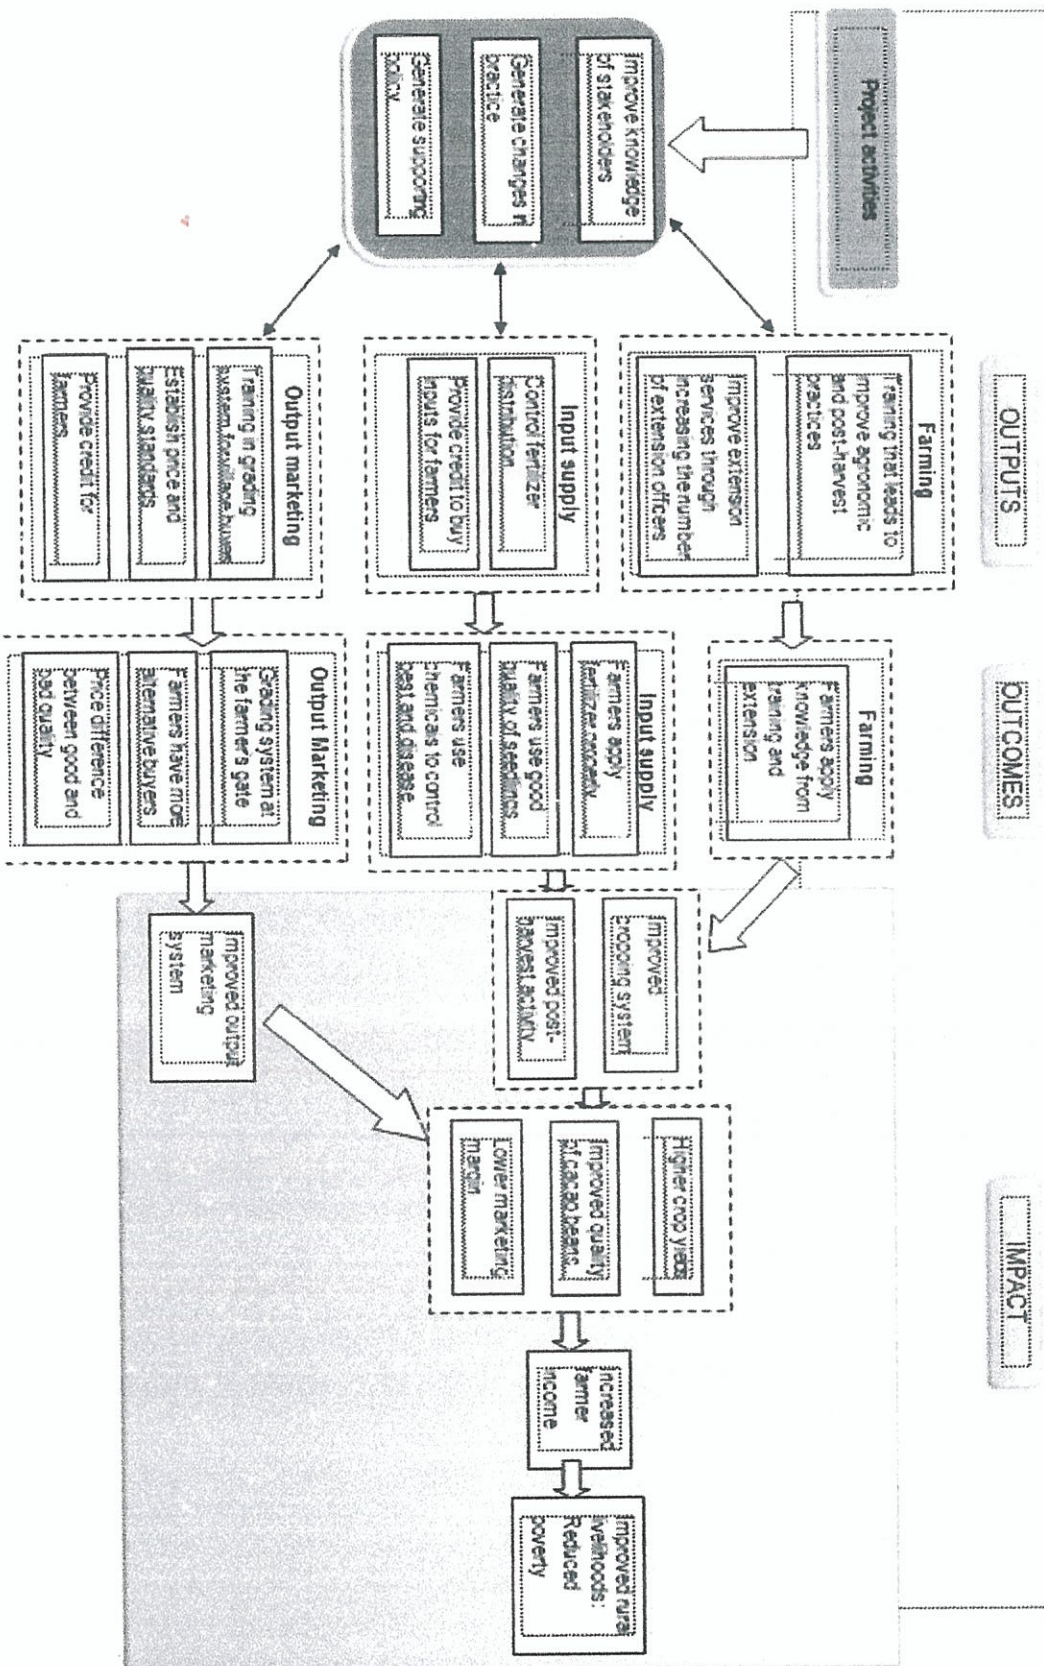 Project activities
OUTPUTS
OUTCOMES
IMPACT
Improve knowledge
of stakeholders
Generate changes in
practice
Generate supporting
policy
Farming
Training that leads to
improve agronomic
and post-harvest
practices
Improve extension
services through
increasing the number
of extension officers
Input supply
Control fertilizer
distribution
Provide credit to buy
inputs for farmers
Output marketing
Training in grading
system for village buyers
Establish price and
quality standards
Provide credit for
farmers
Farming
Farmers apply
knowledge from
training and
extension
Input supply
Farmers apply
fertilizer properly
Farmers use good
quality of seedlings
Farmers use
chemicals to control
pest and disease
Output Marketing
Grading system at
the farmer's gate
Farmers have more
alternative buyers
Price difference
between good and
bad quality
Improved
cropping system
Improved post-
harvest activity
Improved output
marketing
system
Higher crop yields
Improved quality
of cacao beans
Lower marketing
margin
Increased
farmer
income
Improved rural
livelihoods:
Reduced
poverty